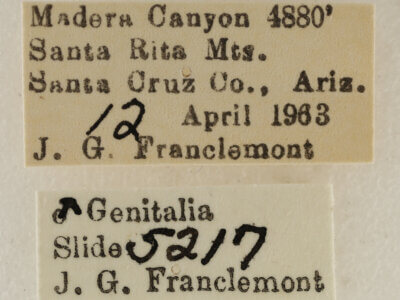 Madera Canyon 4880'
Santa Rita Mts.
Santa Cruz Co., Ariz.
12 April 1963
J. G. Franclemont
♂ Genitalia
Slide 5217
J. G. Franclemont